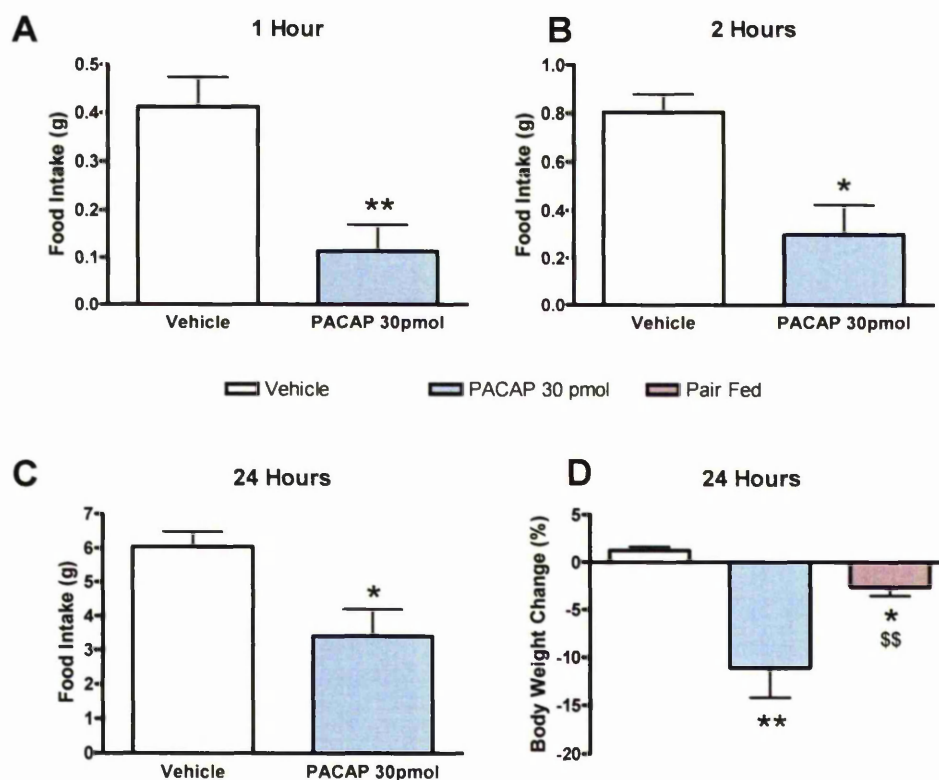 A
1 Hour
Food Intake (g)
0.5
0.4
0.3
0.2
0.1
0.0
**
Vehicle
PACAP 30pmol
B
2 Hours
Food Intake (g)
1.0
0.8
0.6
0.4
0.2
0.0
*
Vehicle
PACAP 30pmol
Vehicle
PACAP 30 pmol
Pair Fed
C
24 Hours
Food Intake (g)
7
6
5
4
3
2
1
0
*
Vehicle
PACAP 30pmol
D
24 Hours
Body Weight Change (%)
5
0
-5
-10
-15
-20
**
*
$$